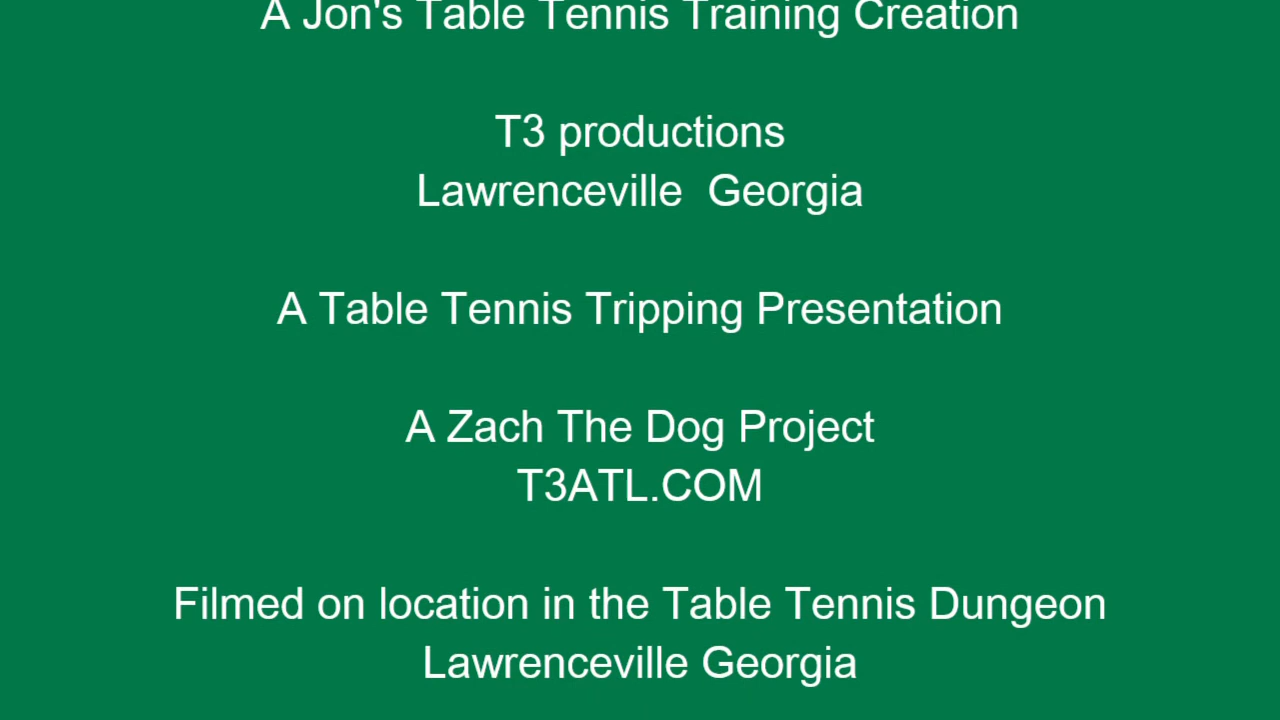 A Jon's Table Tennis Training Creation
T3 productions
Lawrenceville  Georgia
A Table Tennis Tripping Presentation
A Zach The Dog Project
T3ATL.COM
Filmed on location in the Table Tennis Dungeon
Lawrenceville Georgia